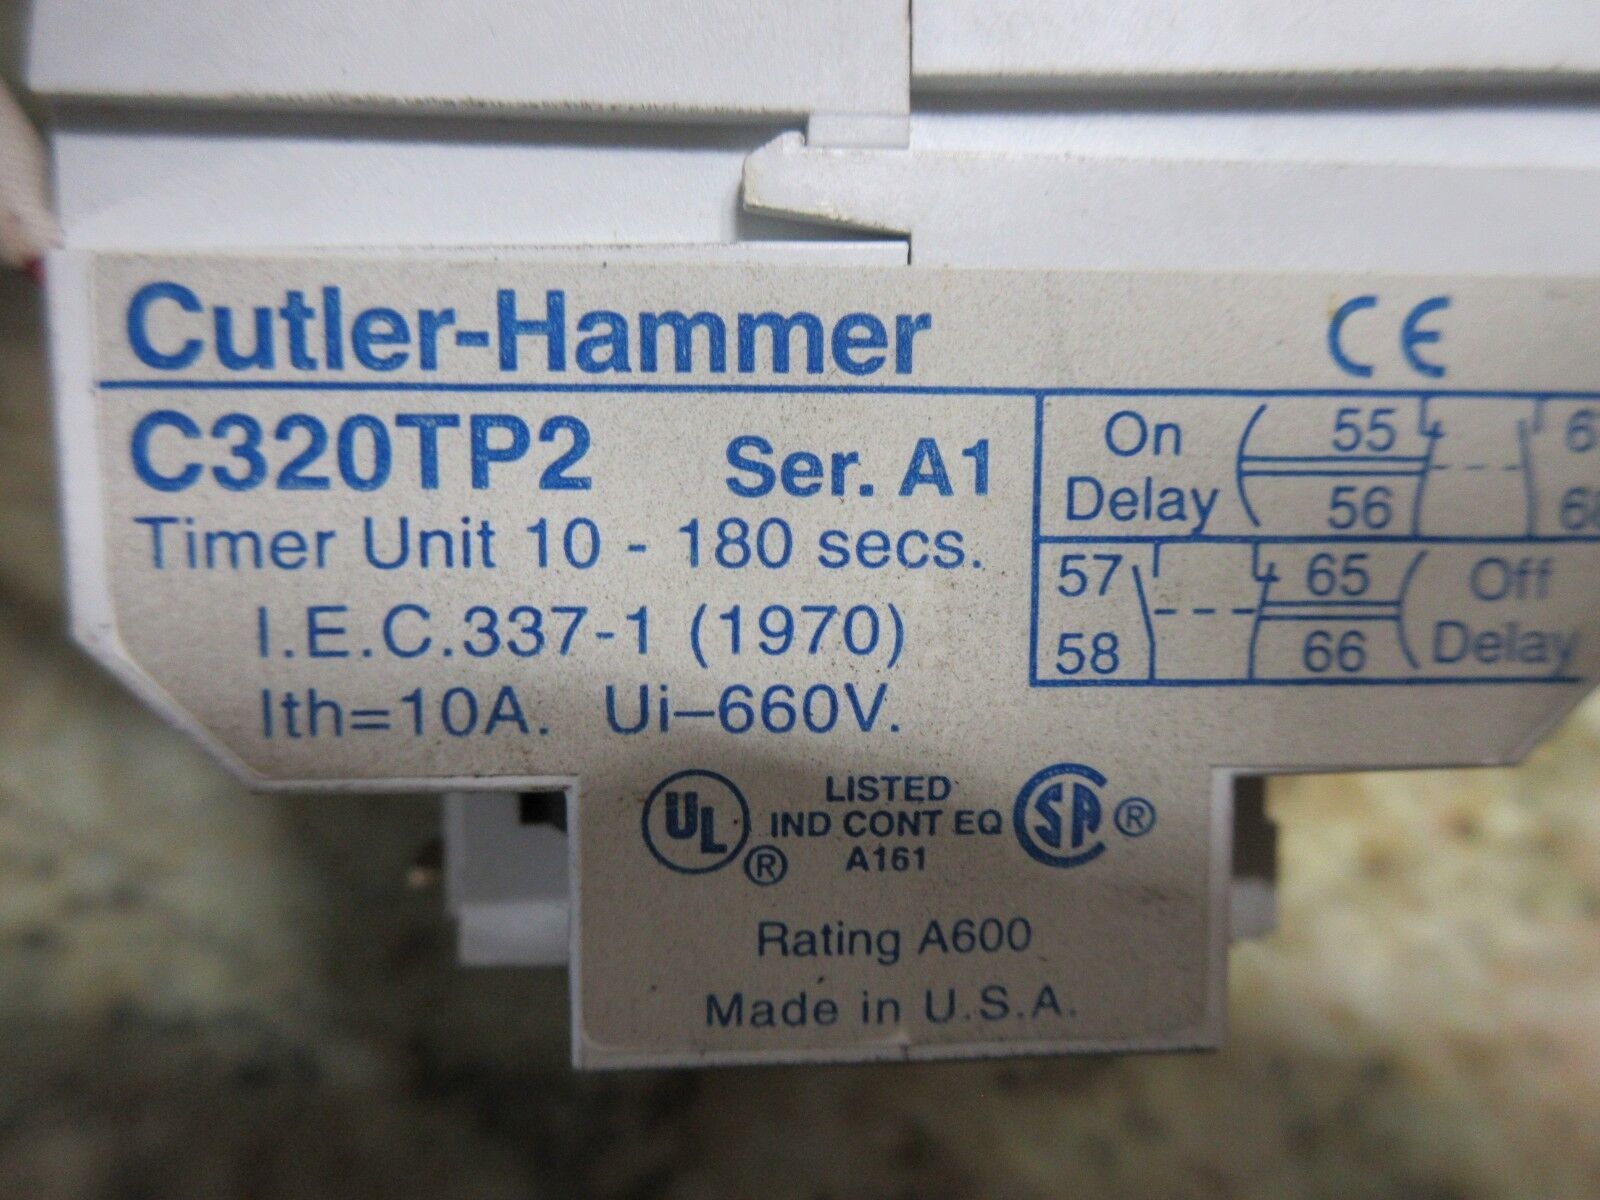 Cutler-Hammer CE
C320TP2 Ser. A1
Timer Unit 10 - 180 secs.
I.E.C.337-1 (1970)
Ith=10A. Ui–660V.
On Delay 55
56
57 65 Off Delay
58 66
UL® LISTED IND CONT EQ A161 SA®
Rating A600
Made in U.S.A.